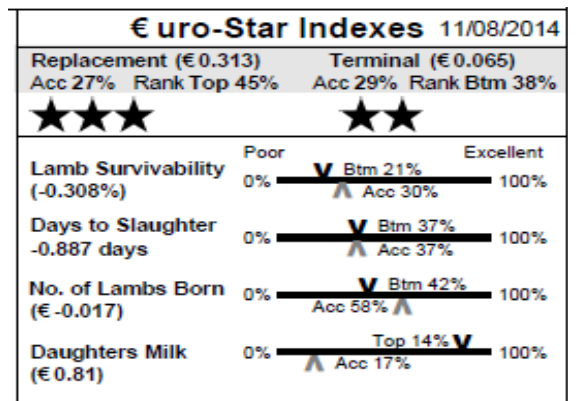 € uro-Star Indexes 11/08/2014
Replacement (€0.313) Terminal (€0.065)
Acc 27% Rank Top 45% Acc 29% Rank Btm 38%
Poor Excellent
Lamb Survivability 0% Btm 21% 100%
(-0.308%) Acc 30%
Days to Slaughter 0% Btm 37% 100%
-0.887 days Acc 37%
No. of Lambs Born 0% Btm 42% 100%
(€ -0.017) Acc 58%
Daughters Milk 0% Top 14% 100%
(€0.81) Acc 17%